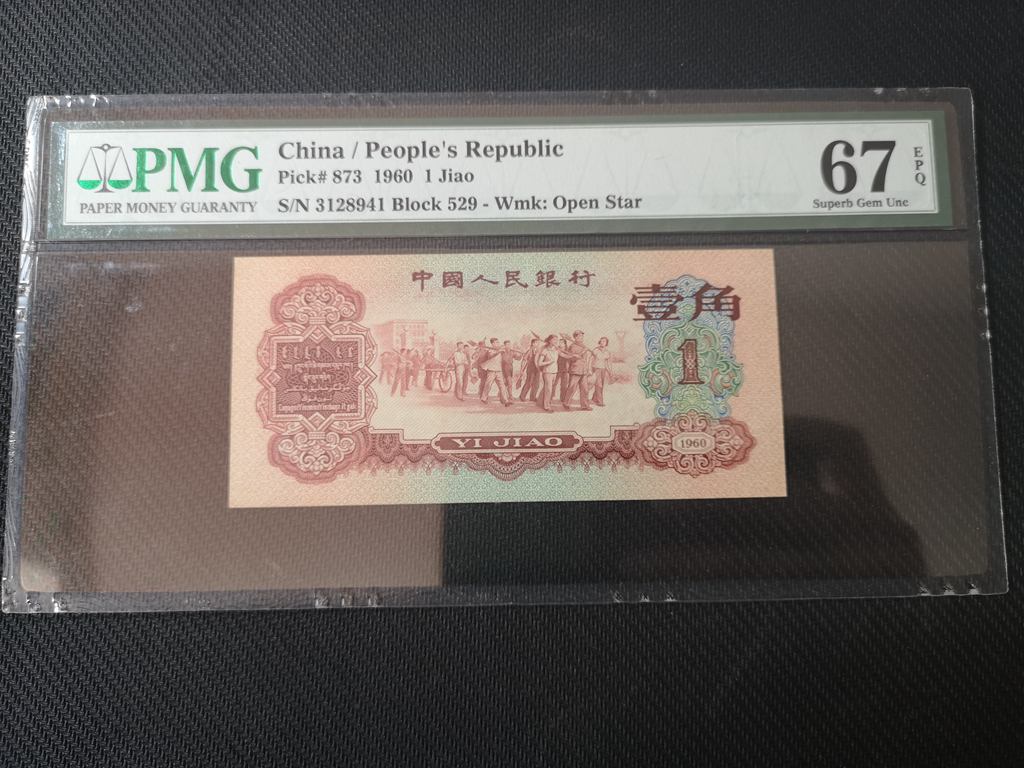 PMG
PAPER MONEY GUARANTY
China / People's Republic
Pick# 873 1960 1 Jiao
S/N 3128941 Block 529 - Wmk: Open Star
67
EPQ
Superb Gem Unc
中國人民銀行
壹角
1
YI JIAO
1960